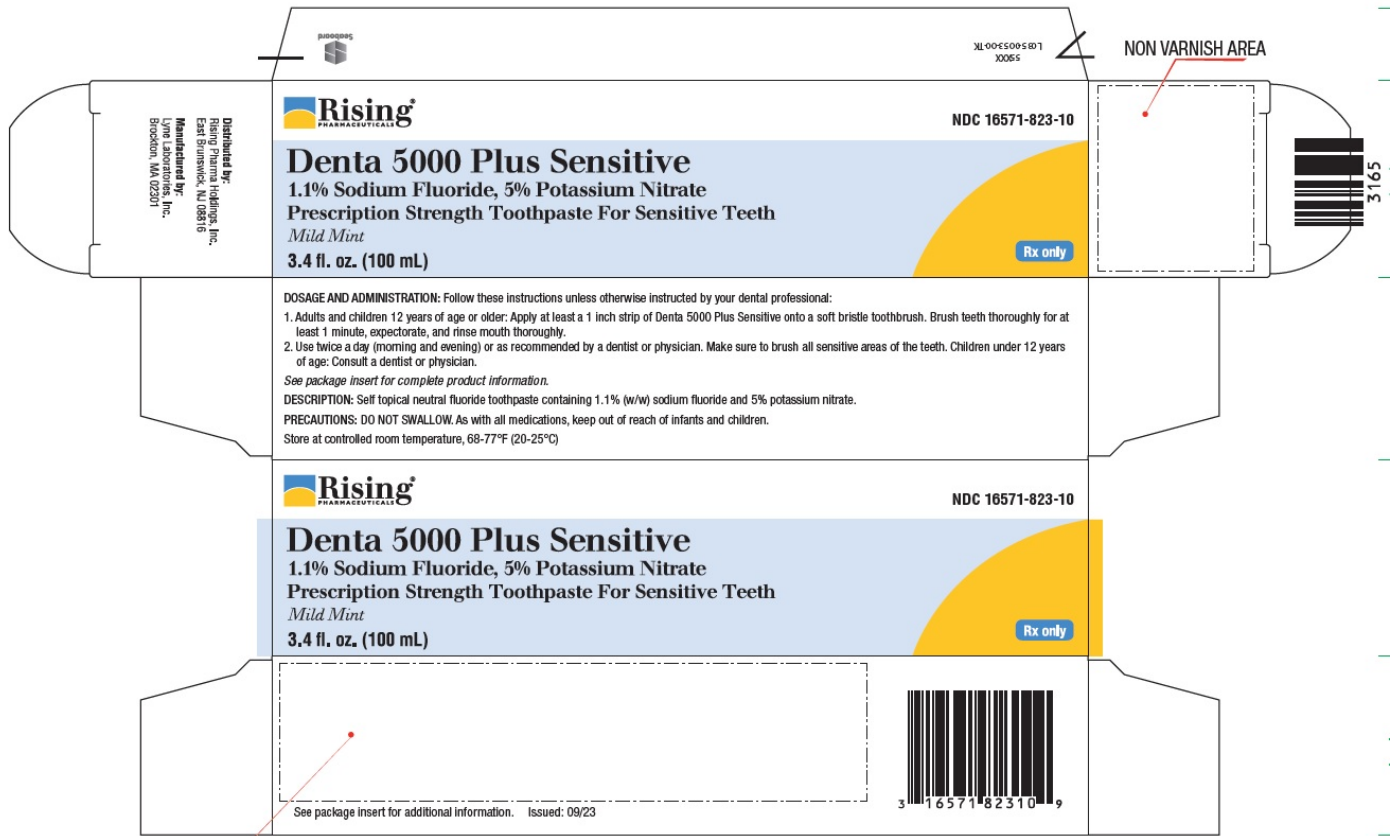 Seaboard
55XXX
L085-0053-00-TK
NON VARNISH AREA
Distributed by:
Rising Pharma Holdings, Inc.
East Brunswick, NJ 08816
Manufactured by:
Lyne Laboratories, Inc.
Brockton, MA 02301
Rising®
PHARMACEUTICALS
NDC 16571-823-10
Denta 5000 Plus Sensitive
1.1% Sodium Fluoride, 5% Potassium Nitrate
Prescription Strength Toothpaste For Sensitive Teeth
Mild Mint
3.4 fl. oz. (100 mL)
Rx only
3165
DOSAGE AND ADMINISTRATION: Follow these instructions unless otherwise instructed by your dental professional:
1. Adults and children 12 years of age or older: Apply at least a 1 inch strip of Denta 5000 Plus Sensitive onto a soft bristle toothbrush. Brush teeth thoroughly for at
least 1 minute, expectorate, and rinse mouth thoroughly.
2. Use twice a day (morning and evening) or as recommended by a dentist or physician. Make sure to brush all sensitive areas of the teeth. Children under 12 years
of age: Consult a dentist or physician.
See package insert for complete product information.
DESCRIPTION: Self topical neutral fluoride toothpaste containing 1.1% (w/w) sodium fluoride and 5% potassium nitrate.
PRECAUTIONS: DO NOT SWALLOW. As with all medications, keep out of reach of infants and children.
Store at controlled room temperature, 68-77°F (20-25°C)
Rising®
PHARMACEUTICALS
NDC 16571-823-10
Denta 5000 Plus Sensitive
1.1% Sodium Fluoride, 5% Potassium Nitrate
Prescription Strength Toothpaste For Sensitive Teeth
Mild Mint
3.4 fl. oz. (100 mL)
Rx only
3 16571 82310 9
See package insert for additional information. Issued: 09/23